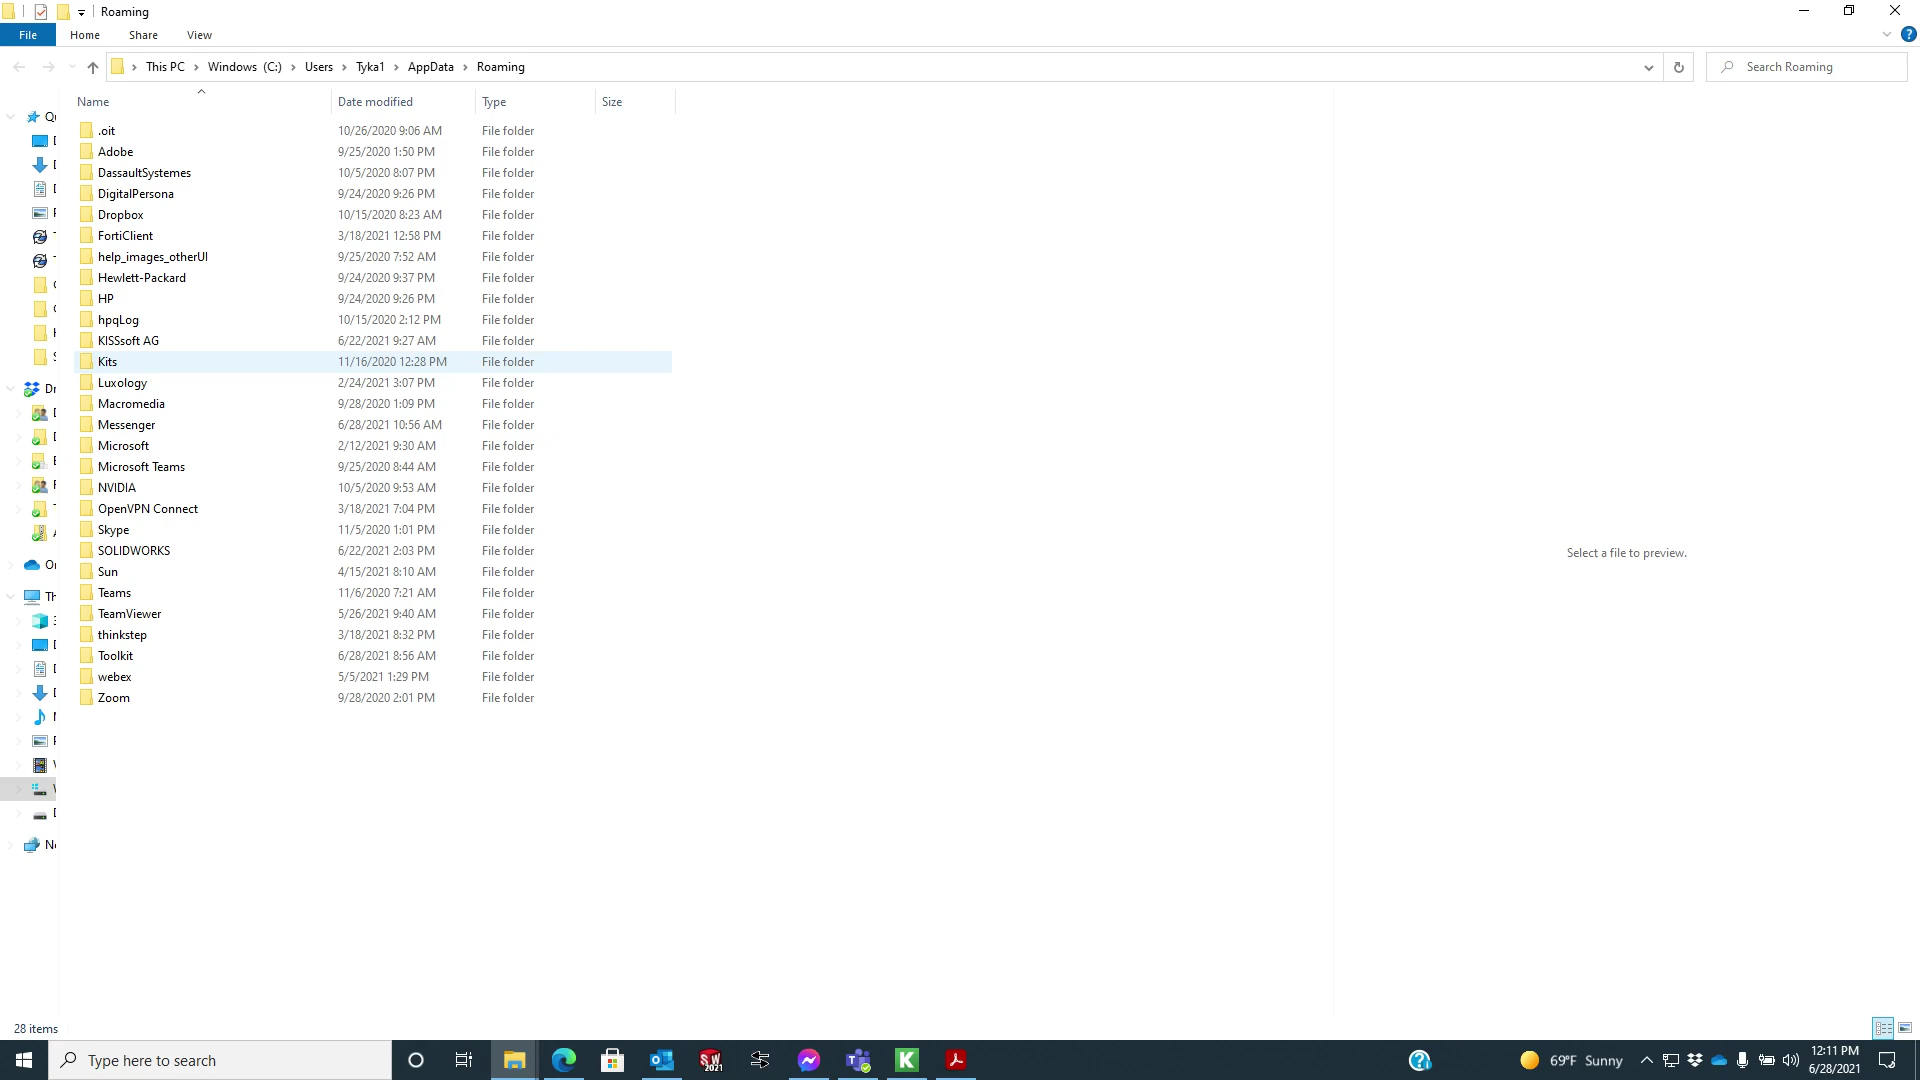 Roaming
File Home Share View
This PC Windows (C:) Users Tyka1 AppData Roaming Search Roaming
Name Date modified Type Size
.oit 10/26/2020 9:06 AM File folder
Adobe 9/25/2020 1:50 PM File folder
DassaultSystemes 10/5/2020 8:07 PM File folder
DigitalPersona 9/24/2020 9:26 PM File folder
Dropbox 10/15/2020 8:23 AM File folder
FortiClient 3/18/2021 12:58 PM File folder
help_images_otherUI 9/25/2020 7:52 AM File folder
Hewlett-Packard 9/24/2020 9:37 PM File folder
HP 9/24/2020 9:26 PM File folder
hpqLog 10/15/2020 2:12 PM File folder
KISSsoft AG 6/22/2021 9:27 AM File folder
Kits 11/16/2020 12:28 PM File folder
Luxology 2/24/2021 3:07 PM File folder
Macromedia 9/28/2020 1:09 PM File folder
Messenger 6/28/2021 10:56 AM File folder
Microsoft 2/12/2021 9:30 AM File folder
Microsoft Teams 9/25/2020 8:44 AM File folder
NVIDIA 10/5/2020 9:53 AM File folder
OpenVPN Connect 3/18/2021 7:04 PM File folder
Skype 11/5/2020 1:01 PM File folder
SOLIDWORKS 6/22/2021 2:03 PM File folder
Sun 4/15/2021 8:10 AM File folder
Teams 11/6/2020 7:21 AM File folder
TeamViewer 5/26/2021 9:40 AM File folder
thinkstep 3/18/2021 8:32 PM File folder
Toolkit 6/28/2021 8:56 AM File folder
webex 5/5/2021 1:29 PM File folder
Zoom 9/28/2020 2:01 PM File folder
Select a file to preview.
28 items
Type here to search
SW 2021
69°F Sunny
12:11 PM
6/28/2021